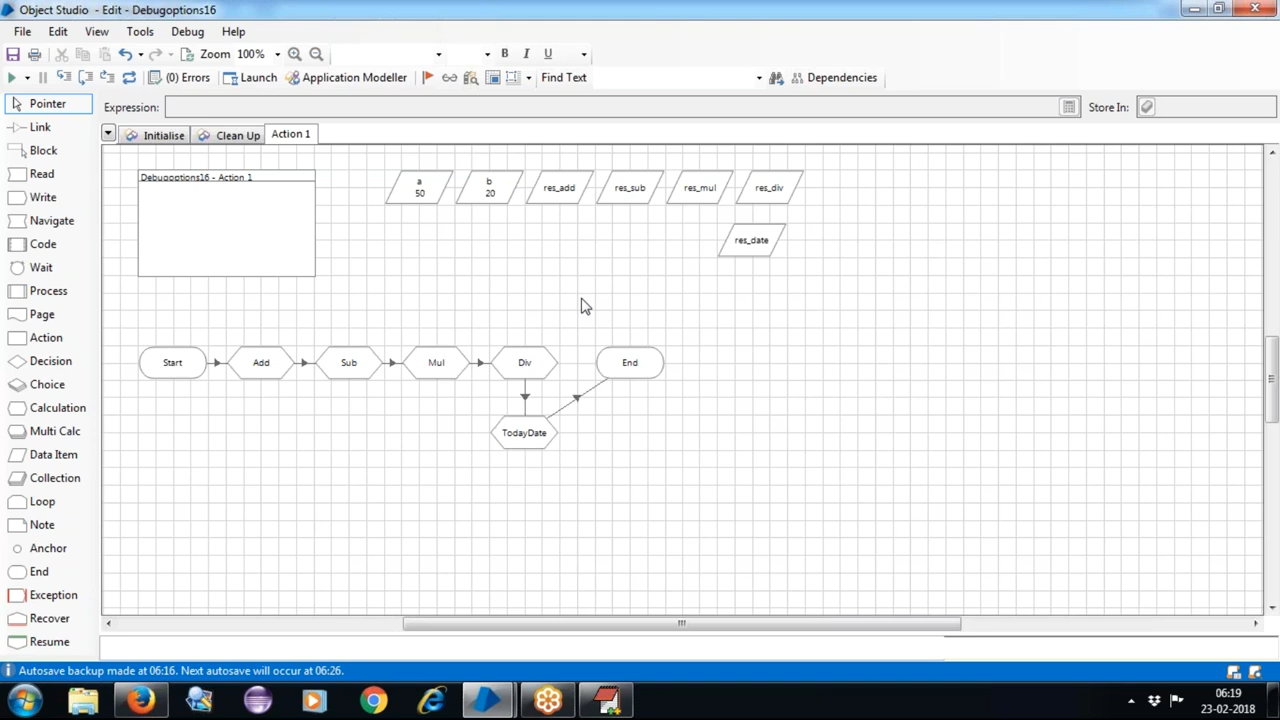 Object Studio - Edit - Debugoptions16
File Edit View Tools Debug Help
Zoom 100% B I U
(0) Errors Launch Application Modeller Find Text Dependencies
Pointer Expression: Store In:
Link Initialise Clean Up Action 1
Block
Read Debugoptions16 - Action 1
a
50
b
20
res_add res_sub res_mul res_div
Write
Navigate
Code res_date
Wait
Process
Page
Action
Decision Start Add Sub Mul Div End
Choice
Calculation
Multi Calc TodayDate
Data Item
Collection
Loop
Note
Anchor
End
Exception
Recover
Resume
Autosave backup made at 06:16. Next autosave will occur at 06:26.
06:19
23-02-2018